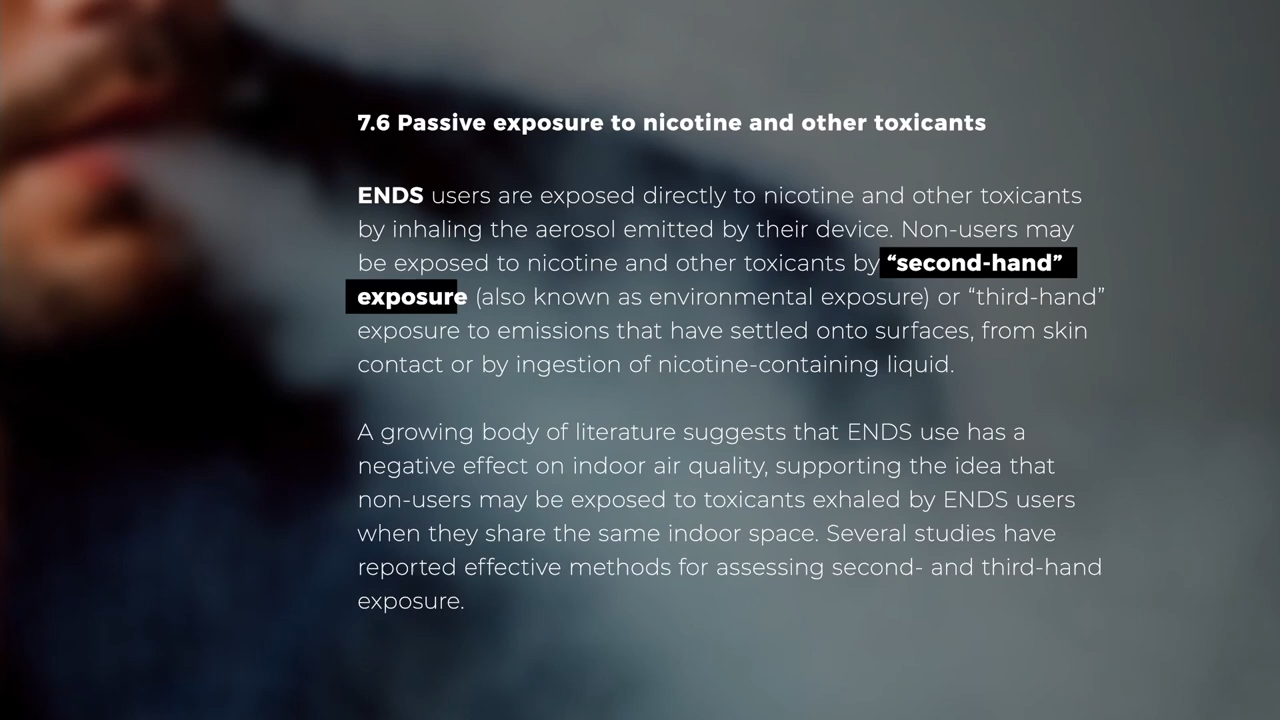 7.6 Passive exposure to nicotine and other toxicants
ENDS users are exposed directly to nicotine and other toxicants
by inhaling the aerosol emitted by their device. Non-users may
be exposed to nicotine and other toxicants by “second-hand”
exposure (also known as environmental exposure) or “third-hand”
exposure to emissions that have settled onto surfaces, from skin
contact or by ingestion of nicotine-containing liquid.
A growing body of literature suggests that ENDS use has a
negative effect on indoor air quality, supporting the idea that
non-users may be exposed to toxicants exhaled by ENDS users
when they share the same indoor space. Several studies have
reported effective methods for assessing second- and third-hand
exposure.